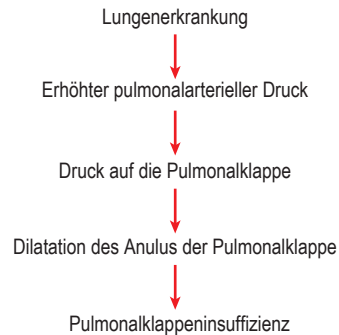 Lungenerkrankung
Erhöhter pulmonalarterieller Druck
Druck auf die Pulmonalklappe
Dilatation des Anulus der Pulmonalklappe
Pulmonalklappeninsuffizienz